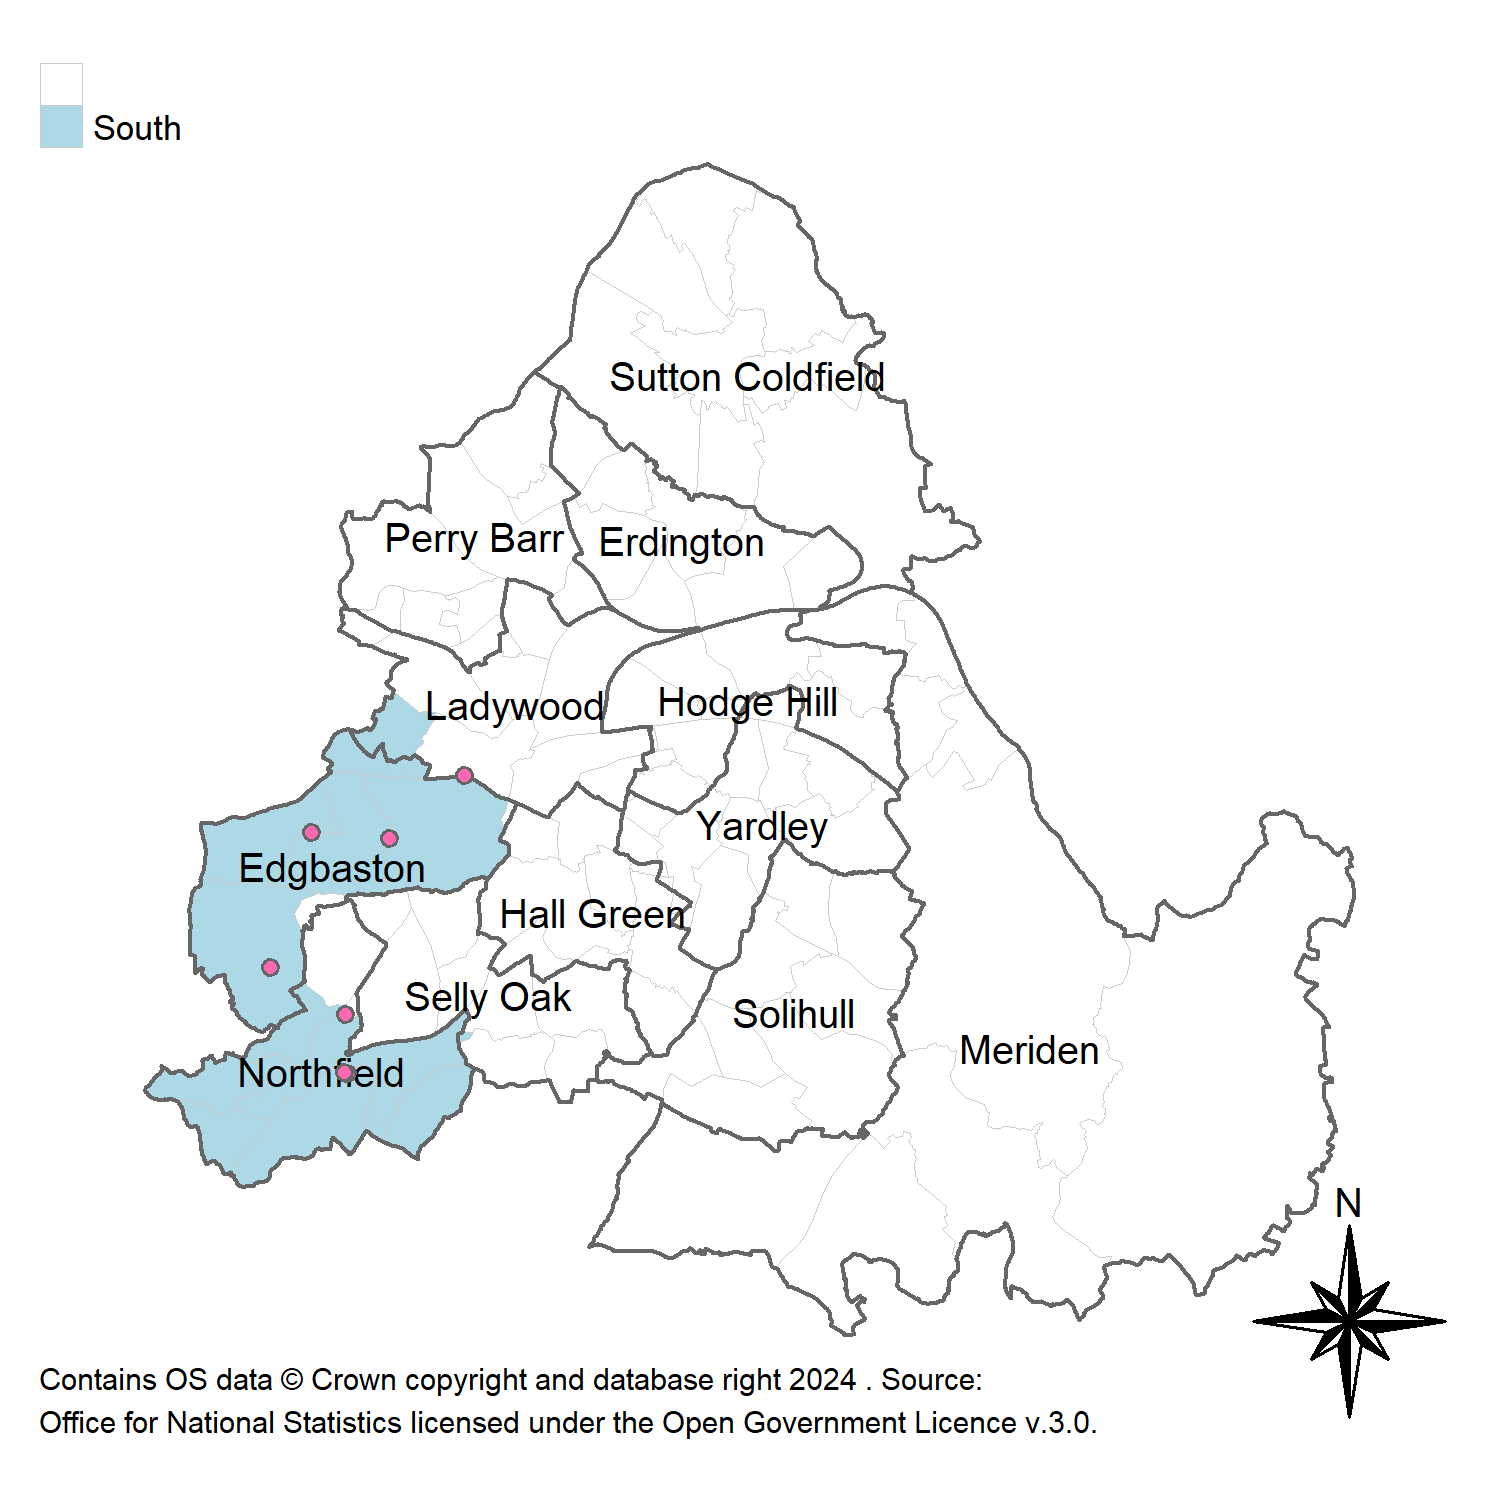 South
Sutton Coldfield
Perry Barr
Erdington
Ladywood
Hodge Hill
Yardley
Edgbaston
Hall Green
Selly Oak
Solihull
Meriden
Northfield
N
Contains OS data © Crown copyright and database right 2024 . Source:
Office for National Statistics licensed under the Open Government Licence v.3.0.